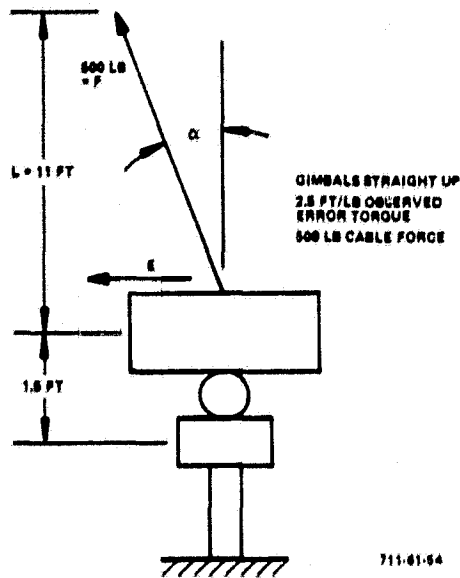 500 LB
= F
α
L = 11 FT
GIMBALS STRAIGHT UP
2.5 FT/LB OBSERVED
ERROR TORQUE
500 LB CABLE FORCE
E
1.5 FT
711-61-54